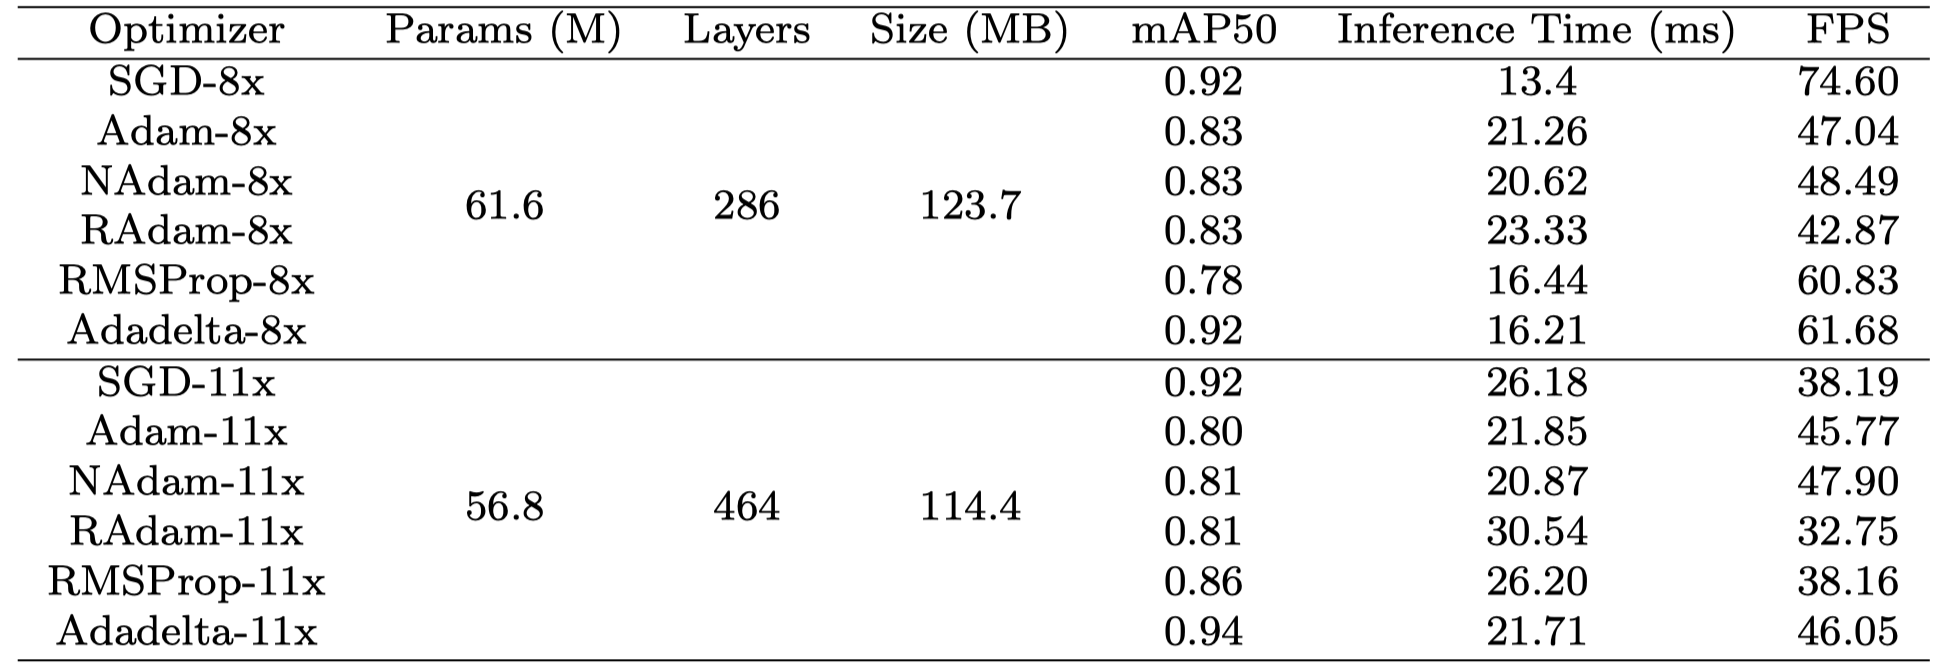 Optimizer Params (M) Layers Size (MB) mAP50 Inference Time (ms) FPS
SGD-8x 0.92 13.4 74.60
Adam-8x 0.83 21.26 47.04
NAdam-8x 0.83 20.62 48.49
61.6 286 123.7
RAdam-8x 0.83 23.33 42.87
RMSProp-8x 0.78 16.44 60.83
Adadelta-8x 0.92 16.21 61.68
SGD-11x 0.92 26.18 38.19
Adam-11x 0.80 21.85 45.77
NAdam-11x 0.81 20.87 47.90
56.8 464 114.4
RAdam-11x 0.81 30.54 32.75
RMSProp-11x 0.86 26.20 38.16
Adadelta-11x 0.94 21.71 46.05